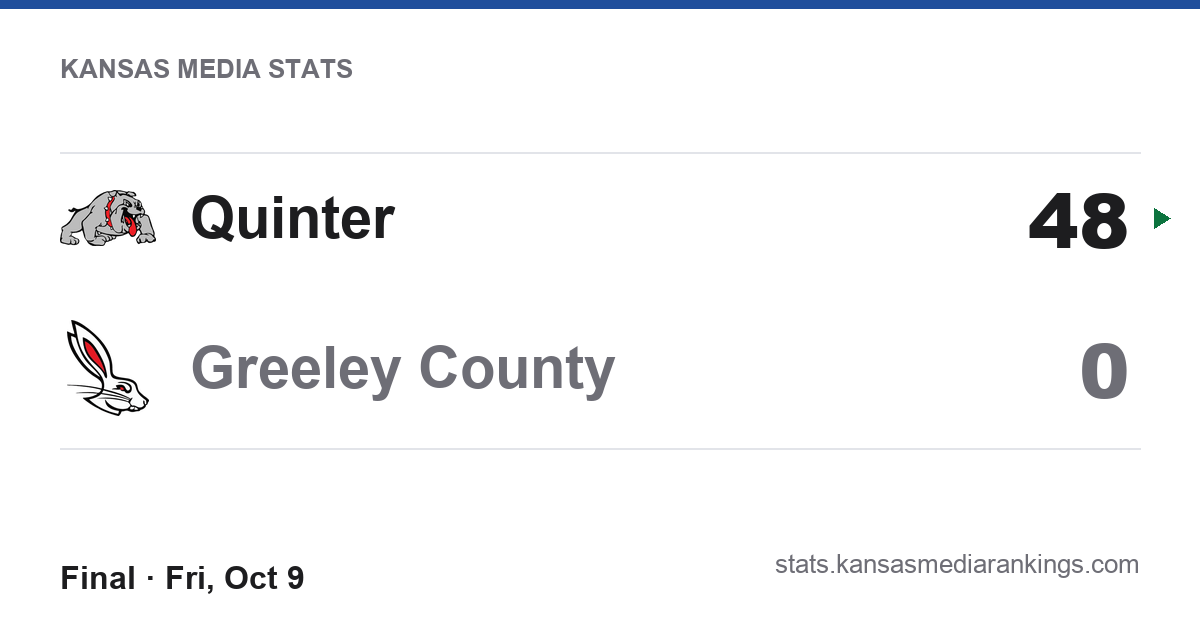 KANSAS MEDIA STATS
Quinter 48
Greeley County 0
Final · Fri, Oct 9
stats.kansasmediarankings.com